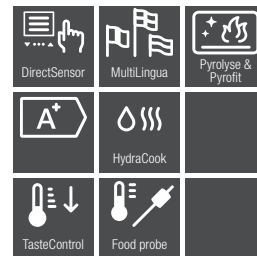 DirectSensor
MultiLingua
Pyrolyse &
Pyrofit
A+
HydraCook
TasteControl
Food probe